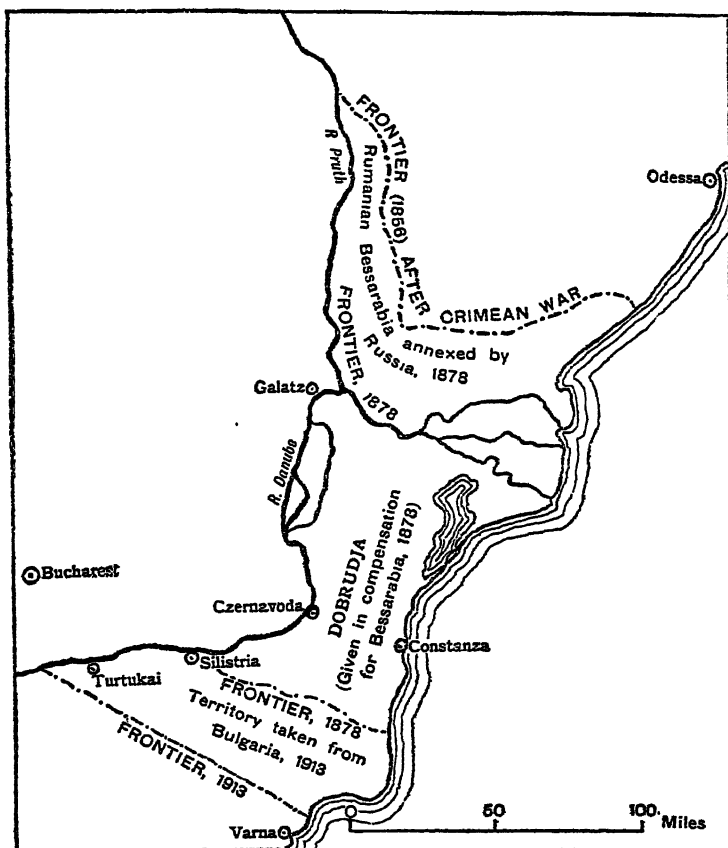 FRONTIER (1856) AFTER
CRIMEAN WAR
R Pruth
Rumanian Bessarabia
annexed by
Russia, 1878
Odessa
FRONTIER, 1878
Galatz
R. Danube
DOBRUDJA
(Given in compensation
for Bessarabia, 1878)
Bucharest
Czernavoda
Constanza
Silistria
Turtukai
FRONTIER, 1878
Territory taken from
Bulgaria, 1913
FRONTIER, 1913
Varna
0 50 100 Miles